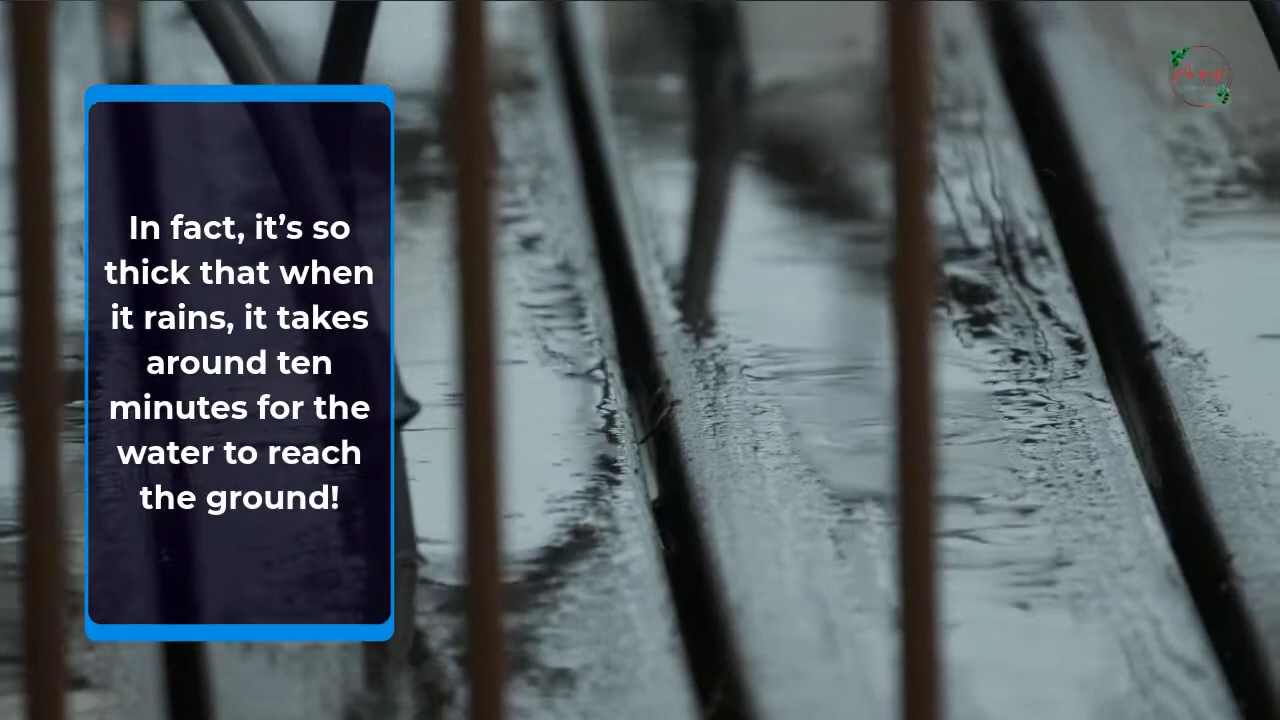 In fact, it’s so
thick that when
it rains, it takes
around ten
minutes for the
water to reach
the ground!